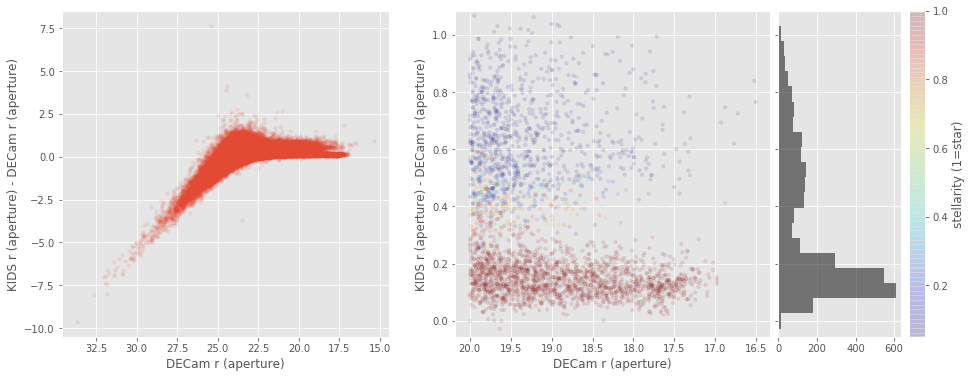 KIDS r (aperture) - DECam r (aperture)
7.5
5.0
2.5
0.0
−2.5
−5.0
−7.5
−10.0
32.5 30.0 27.5 25.0 22.5 20.0 17.5 15.0
DECam r (aperture)
KIDS r (aperture) - DECam r (aperture)
1.0
0.8
0.6
0.4
0.2
0.0
20.0 19.5 19.0 18.5 18.0 17.5 17.0 16.5
DECam r (aperture)
0 200 400 600
1.0
0.8
0.6
0.4
0.2
stellarity (1=star)